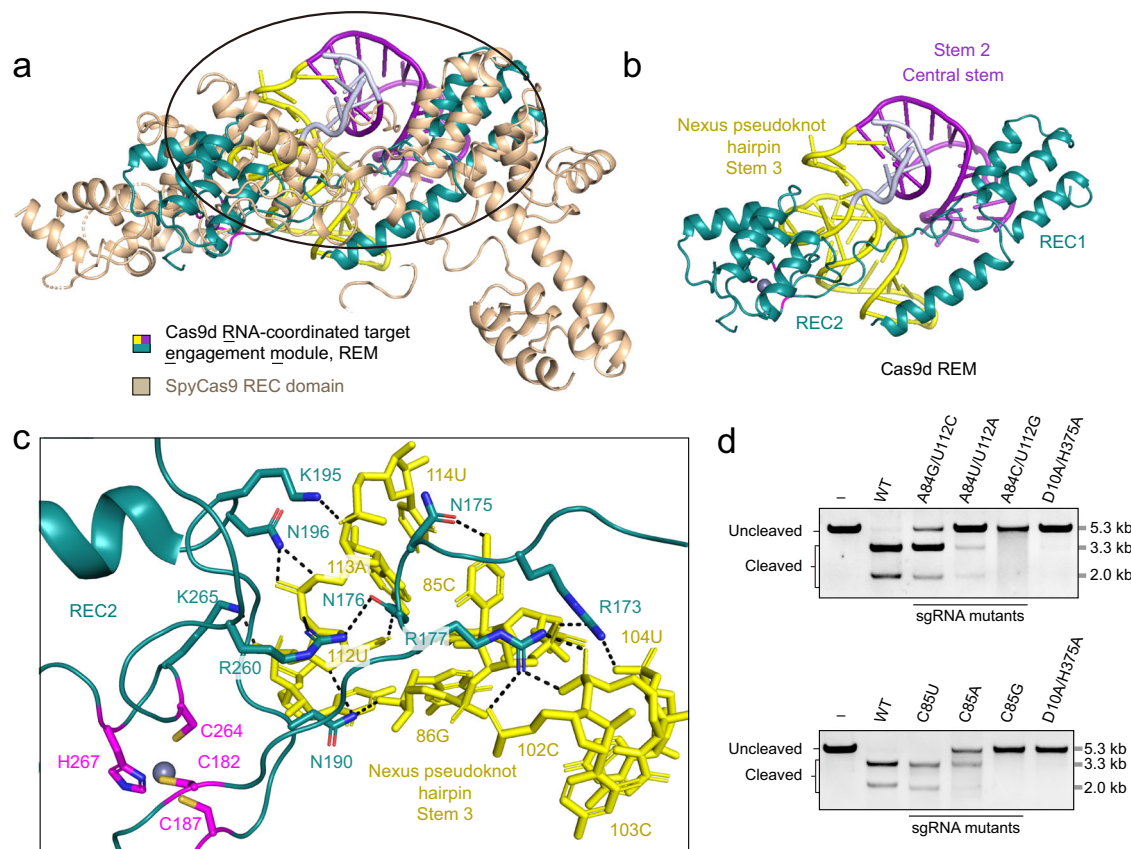 a
Cas9d RNA-coordinated target
engagement module, REM
SpyCas9 REC domain
b
Stem 2
Central stem
Nexus pseudoknot
hairpin
Stem 3
REC1
REC2
Cas9d REM
c
K195
114U
N175
N196
113A
85C
REC2
K265
N176
R173
R177
104U
R260
112U
C264
86G
102C
H267
C182
N190
Nexus pseudoknot
hairpin
Stem 3
C187
103C
d
–
WT
A84G/U112C
A84U/U112A
A84C/U112G
D10A/H375A
Uncleaved
5.3 kb
Cleaved
3.3 kb
2.0 kb
sgRNA mutants
–
WT
C85U
C85A
C85G
D10A/H375A
Uncleaved
5.3 kb
Cleaved
3.3 kb
2.0 kb
sgRNA mutants